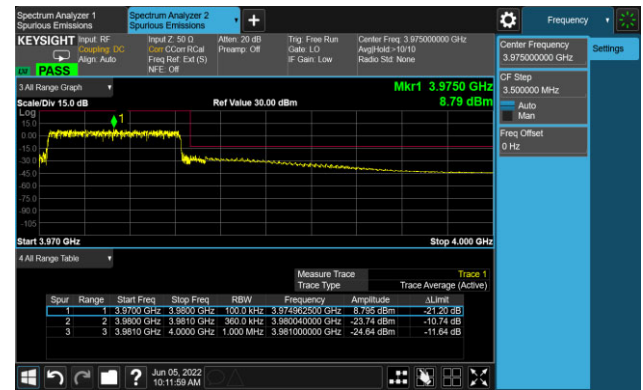 Spectrum Analyzer 1
Spurious Emissions
Spectrum Analyzer 2
Spurious Emissions
Frequency
KEYSIGHT
Input: RF
Coupling: DC
Align: Auto
Input Z: 50 Ω
Corr CCorr RCal
Freq Ref: Ext (S)
NFE: Off
Atten: 20 dB
Preamp: Off
Trig: Free Run
Gate: LO
IF Gain: Low
Center Freq: 3.975000000 GHz
Avg|Hold:>10/10
Radio Std: None
PASS
Center Frequency
3.975000000 GHz
Settings
CF Step
3.500000 MHz
Auto
Man
Freq Offset
0 Hz
3 All Range Graph
Mkr1 3.9750 GHz
8.79 dBm
Scale/Div 15.0 dB
Ref Value 30.00 dBm
Log
15.0
0.00
-15.0
-30.0
-45.0
-60.0
-75.0
-90.0
-105
1
Start 3.970 GHz
Stop 4.000 GHz
4 All Range Table
Measure Trace Trace 1
Trace Type Trace Average (Active)
Spur Range Start Freq Stop Freq RBW Frequency Amplitude ΔLimit
1 1 3.9700 GHz 3.9800 GHz 100.0 kHz 3.974962500 GHz 8.795 dBm -21.20 dB
2 2 3.9800 GHz 3.9810 GHz 360.0 kHz 3.980040000 GHz -23.74 dBm -10.74 dB
3 3 3.9810 GHz 4.0000 GHz 1.000 MHz 3.981000000 GHz -24.64 dBm -11.64 dB
?
Jun 05, 2022
10:11:59 AM